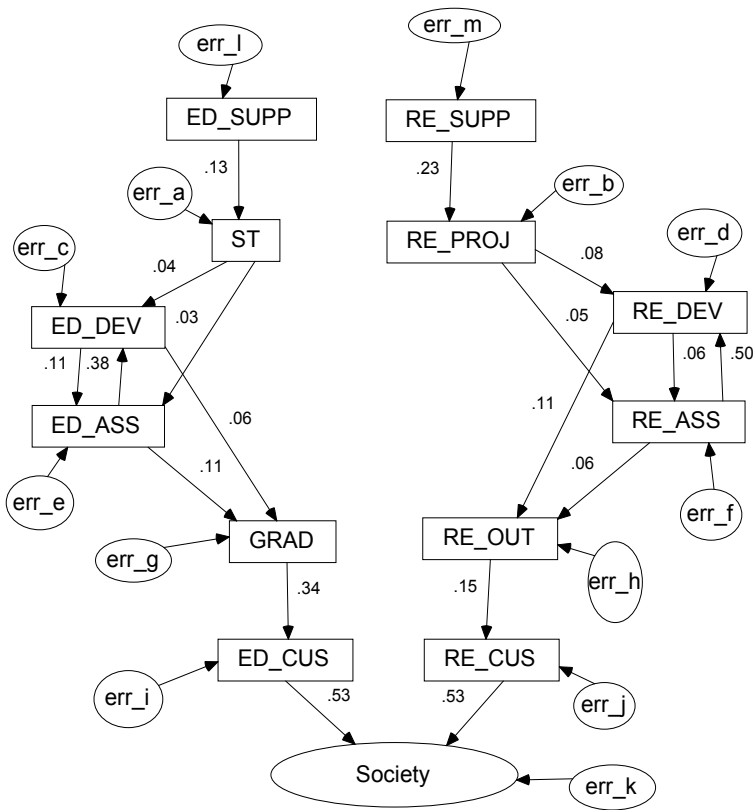 err_l
err_m
ED_SUPP
RE_SUPP
.13
.23
err_a
err_b
ST
RE_PROJ
err_c
err_d
.04
.08
ED_DEV
.03
.05
RE_DEV
.11
.38
.06
.50
ED_ASS
.06
.11
RE_ASS
.11
.06
err_e
err_f
GRAD
RE_OUT
err_g
err_h
.34
.15
ED_CUS
RE_CUS
err_i
.53
.53
err_j
Society
err_k